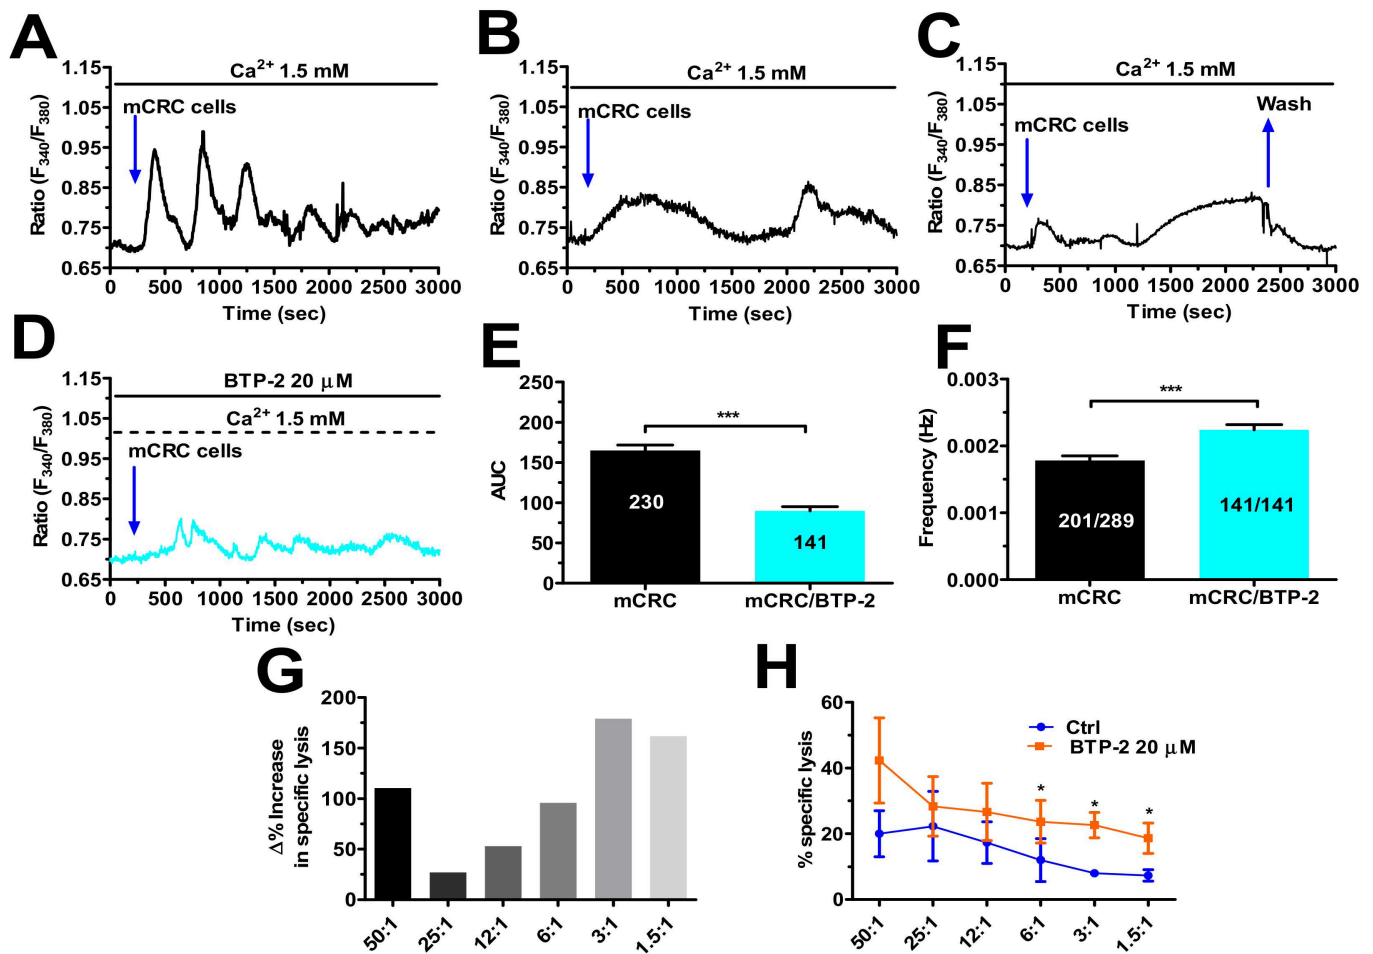 A
Ca2+ 1.5 mM
mCRC cells
Ratio (F340/F380)
1.15
1.05
0.95
0.85
0.75
0.65
0 500 1000 1500 2000 2500 3000
Time (sec)
B
Ca2+ 1.5 mM
mCRC cells
Ratio (F340/F380)
1.15
1.05
0.95
0.85
0.75
0.65
0 500 1000 1500 2000 2500 3000
Time (sec)
C
Ca2+ 1.5 mM
mCRC cells
Wash
Ratio (F340/F380)
1.15
1.05
0.95
0.85
0.75
0.65
0 500 1000 1500 2000 2500 3000
Time (sec)
D
BTP-2 20 μM
Ca2+ 1.5 mM
mCRC cells
Ratio (F340/F380)
1.15
1.05
0.95
0.85
0.75
0.65
0 500 1000 1500 2000 2500 3000
Time (sec)
E
AUC
250
200
150
100
50
0
***
230
141
mCRC mCRC/BTP-2
F
Frequency (Hz)
0.003
0.002
0.001
0.000
***
201/289
141/141
mCRC mCRC/BTP-2
G
Δ% Increase
in specific lysis
200
150
100
50
0
50:1 25:1 12:1 6:1 3:1 1.5:1
H
% specific lysis
60
40
20
0
Ctrl
BTP-2 20 μM
* * *
50:1 25:1 12:1 6:1 3:1 1.5:1